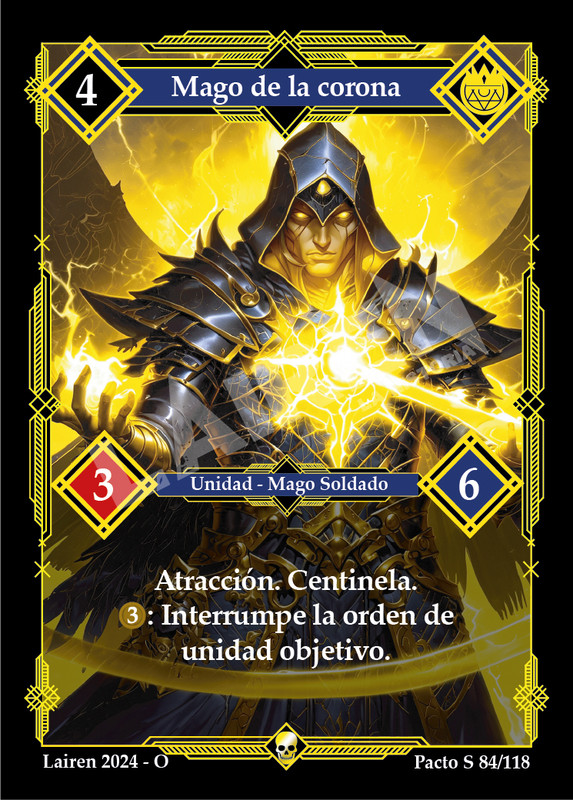 4
Mago de la corona
3
Unidad - Mago Soldado
6
Atracción. Centinela.
3 : Interrumpe la orden de
unidad objetivo.
Lairen 2024 - O
Pacto S 84/118